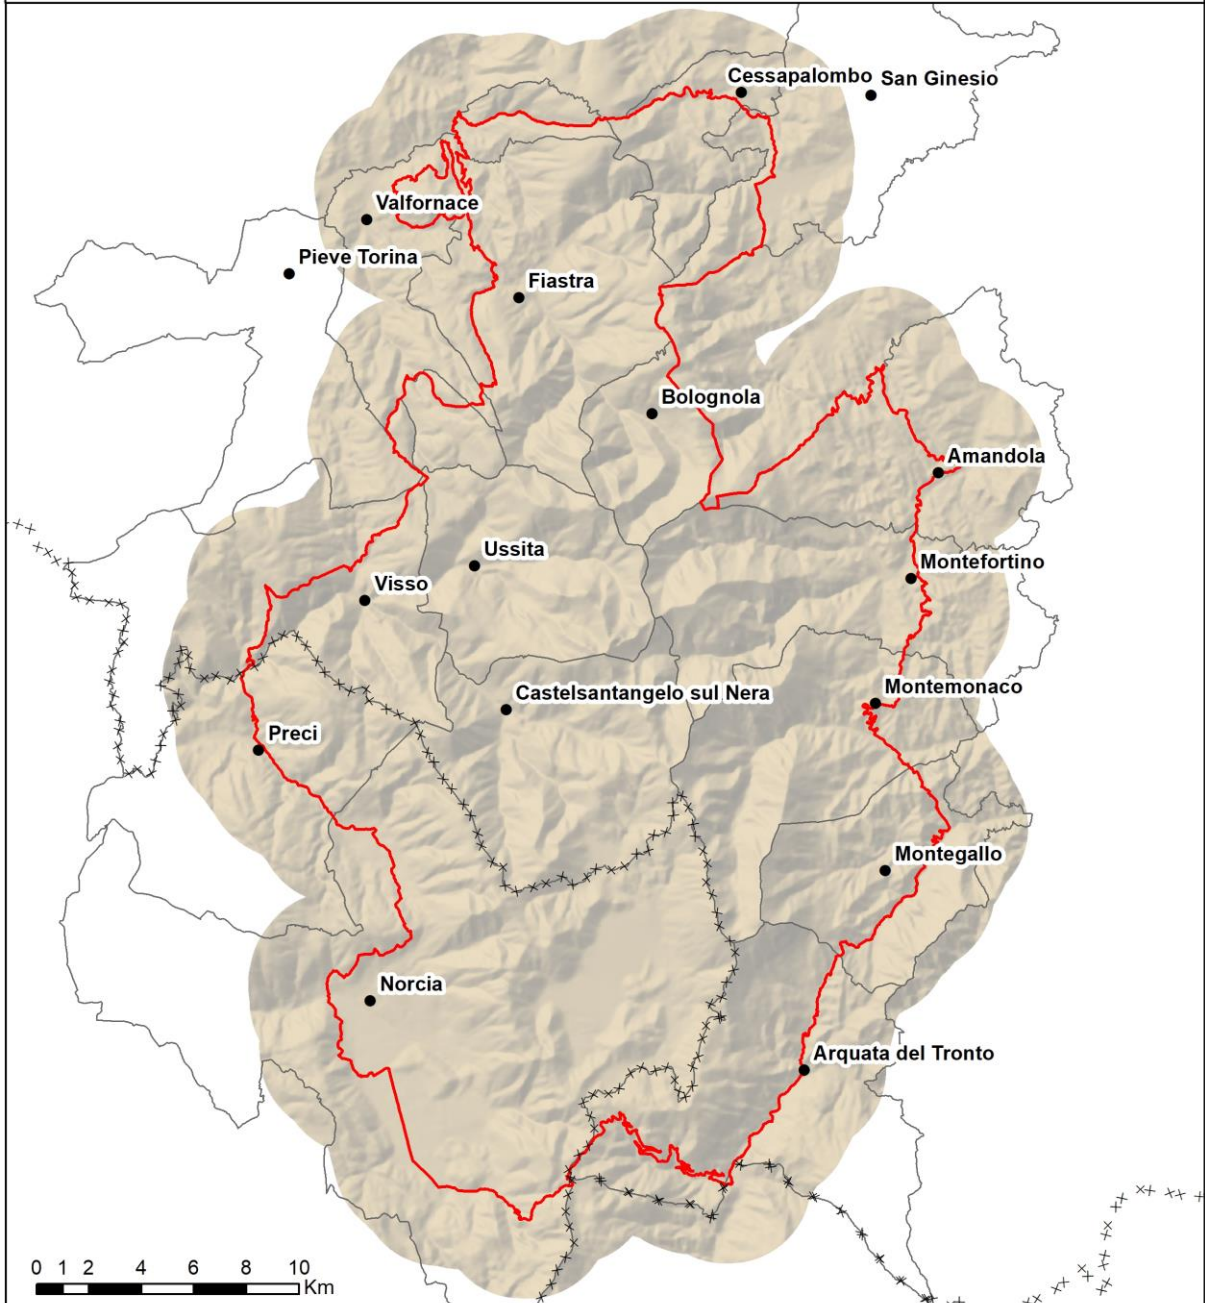 Cessapalombo
San Ginesio
Valfornace
Pieve Torina
Fiastra
Bolognola
Amandola
Ussita
Montefortino
Visso
Castelsantangelo sul Nera
Montemonaco
Preci
Montegallo
Norcia
Arquata del Tronto
0 1 2 4 6 8 10
Km